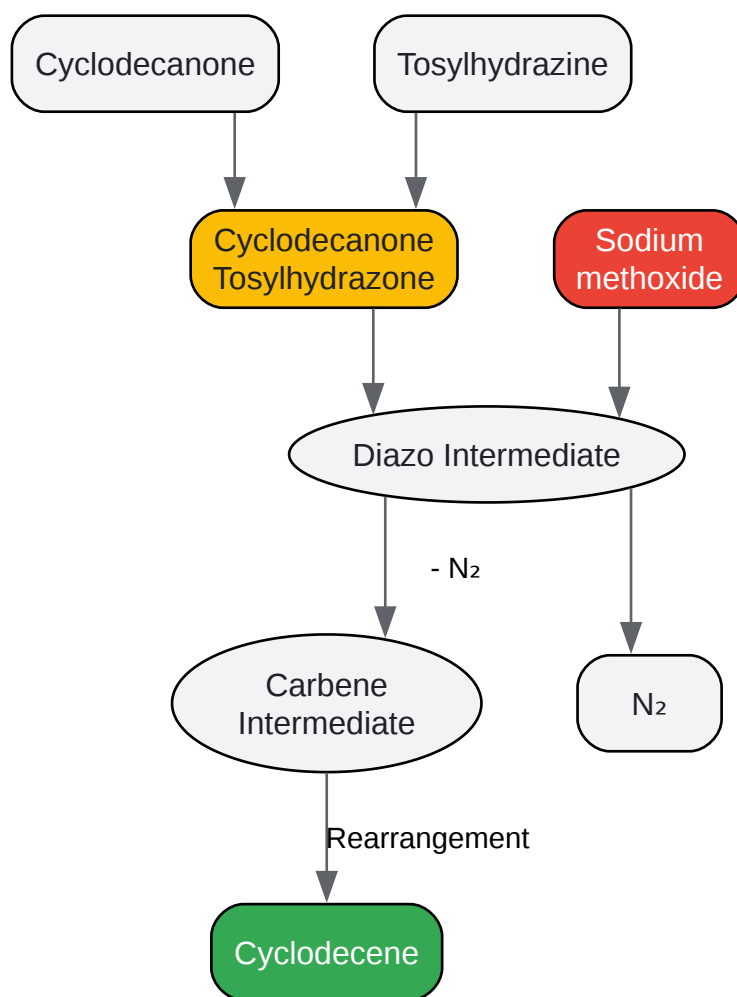 Cyclodecanone
Tosylhydrazine
Cyclodecanone
Tosylhydrazone
Sodium
methoxide
Diazo Intermediate
- N₂
Carbene
Intermediate
N₂
Rearrangement
Cyclodecene